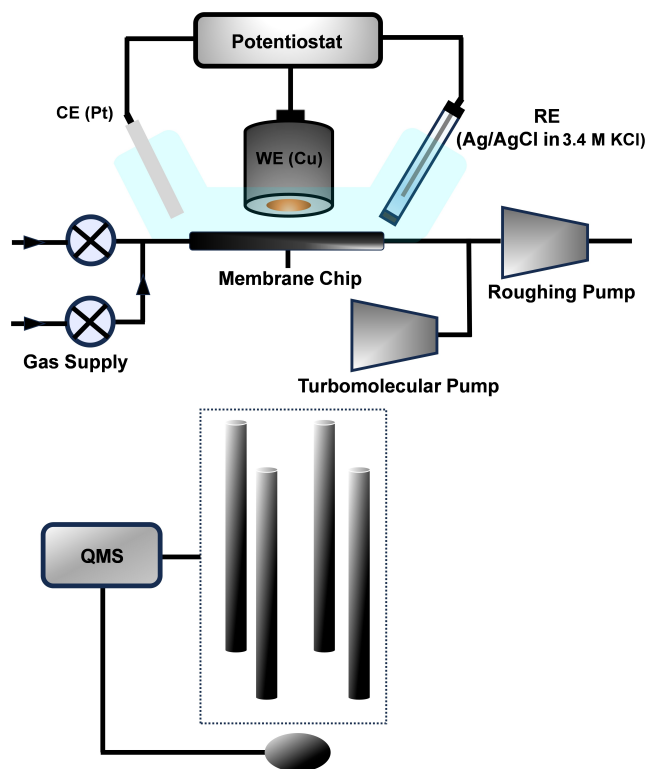 Potentiostat
CE (Pt)
WE (Cu)
RE
(Ag/AgCl in 3.4 M KCl)
Membrane Chip
Roughing Pump
Gas Supply
Turbomolecular Pump
QMS